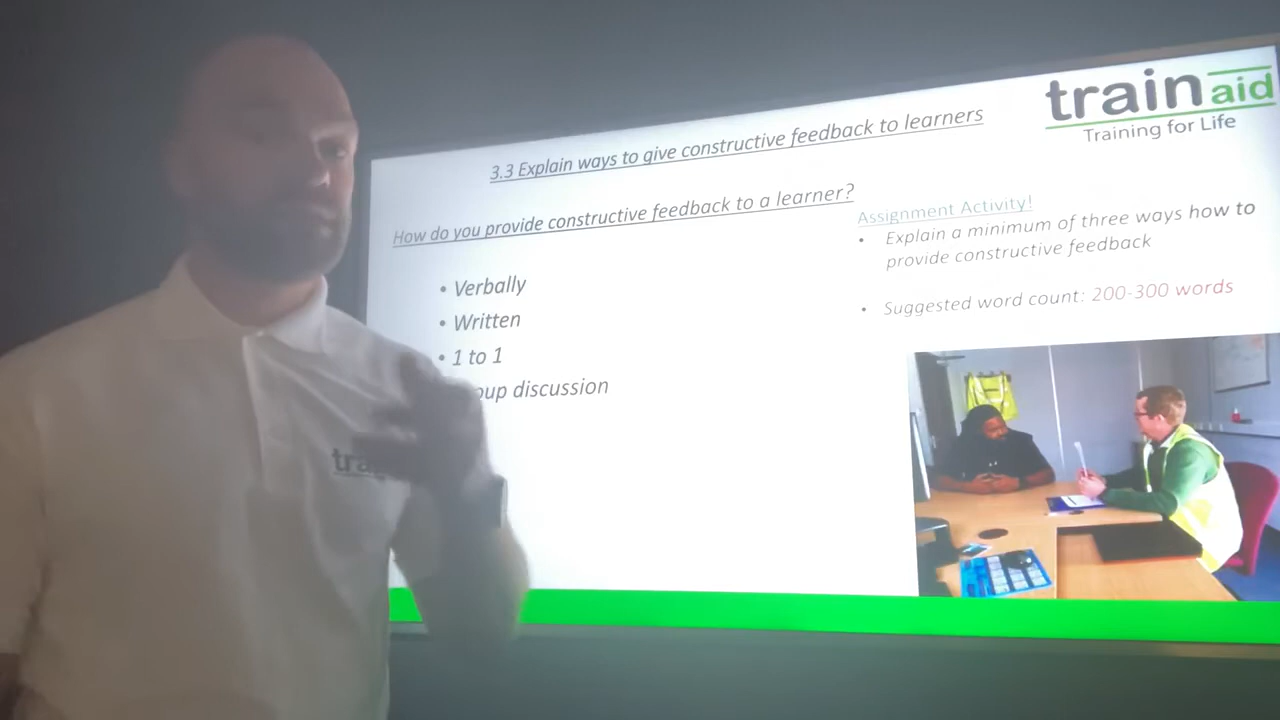 train aid
Training for Life
3.3 Explain ways to give constructive feedback to learners
How do you provide constructive feedback to a learner?
• Verbally
• Written
• 1 to 1
oup discussion
Assignment Activity!
• Explain a minimum of three ways how to
provide constructive feedback
• Suggested word count: 200-300 words
tra